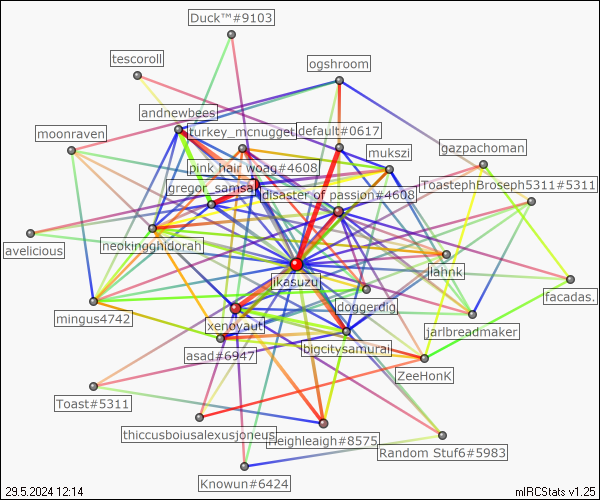 Duck™#9103
tescoroll
ogshroom
andnewbees
moonraven
turkey_mcnugget
default#0617
mukszi
gazpachoman
pink hair woag#4608
ToastephBroseph5311#5311
gregor_samsa
disaster of passion#4608
avelicious
neokingghidorah
lahnk
jikasuzu
doggerdig
facadas.
mingus4742
xenoyaut
jarlbreadmaker
asad#6947
bigcitysamurai
ZeeHonK
Toast#5311
thiccusboiusalexusjoneus
Heighleaigh#8575
Random Stuf6#5983
Knowun#6424
29.5.2024 12:14
mIRCStats v1.25